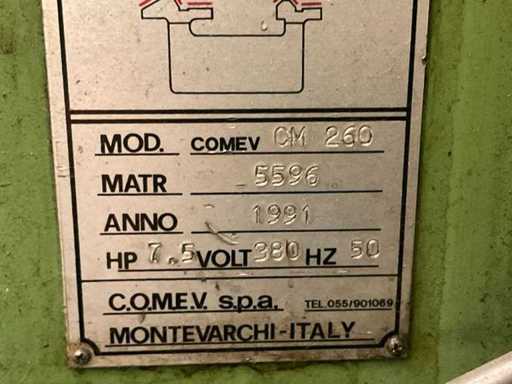 MOD. COMEV CM 260
MATR 5596
ANNO 1991
HP 7.5 VOLT 380 HZ 50
C.O.M.E.V. s.p.a. TEL.055/901069
MONTEVARCHI-ITALY